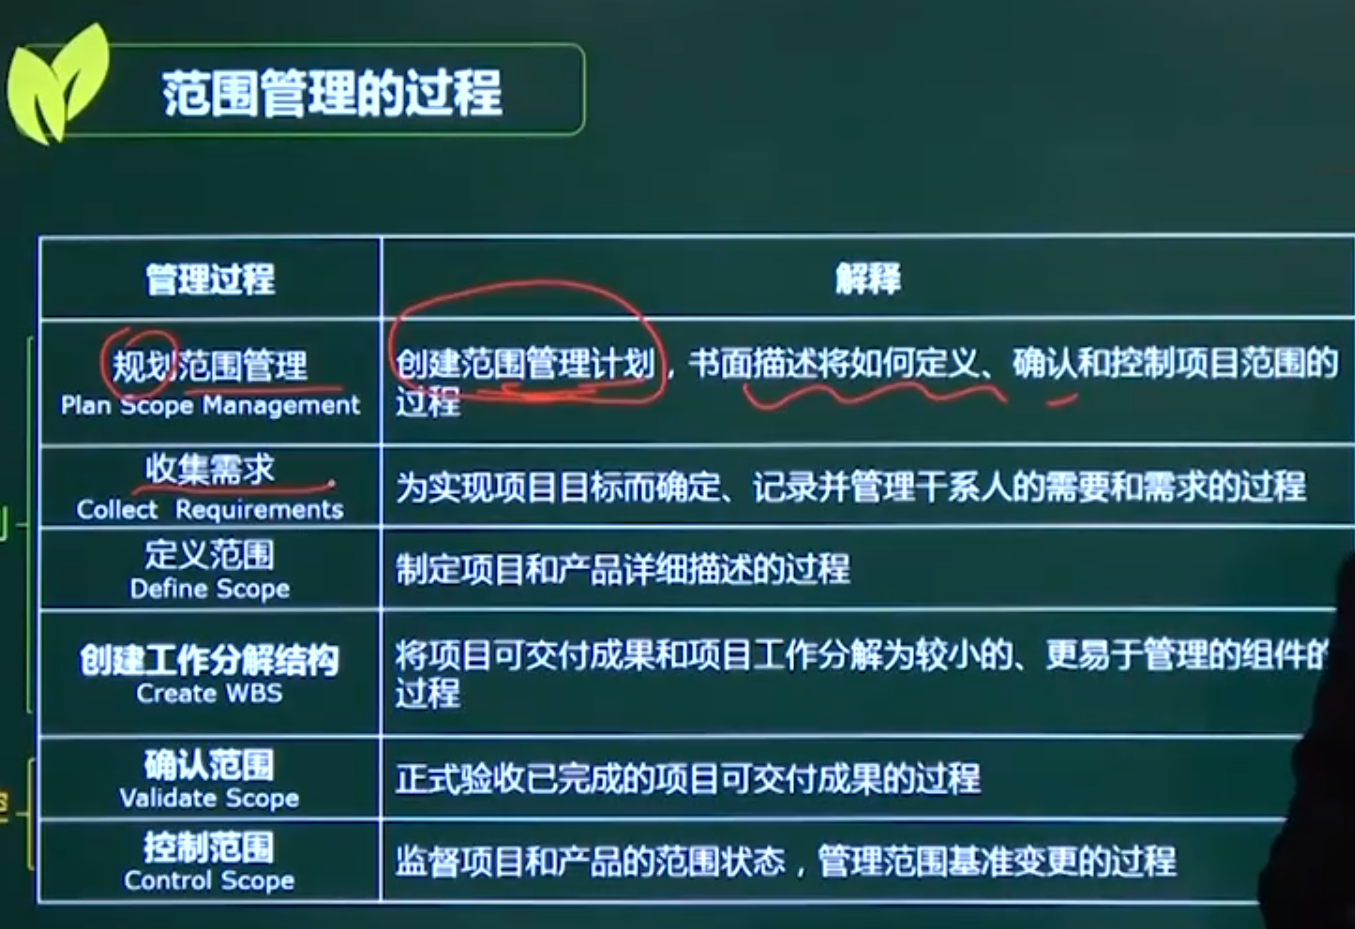 范围管理的过程
管理过程
解释
规划范围管理
Plan Scope Management
创建范围管理计划，书面描述将如何定义、确认和控制项目范围的
过程
收集需求
Collect Requirements
为实现项目目标而确定、记录并管理干系人的需要和需求的过程
定义范围
Define Scope
制定项目和产品详细描述的过程
创建工作分解结构
Create WBS
将项目可交付成果和项目工作分解为较小的、更易于管理的组件的
过程
确认范围
Validate Scope
正式验收已完成的项目可交付成果的过程
控制范围
Control Scope
监督项目和产品的范围状态，管理范围基准变更的过程